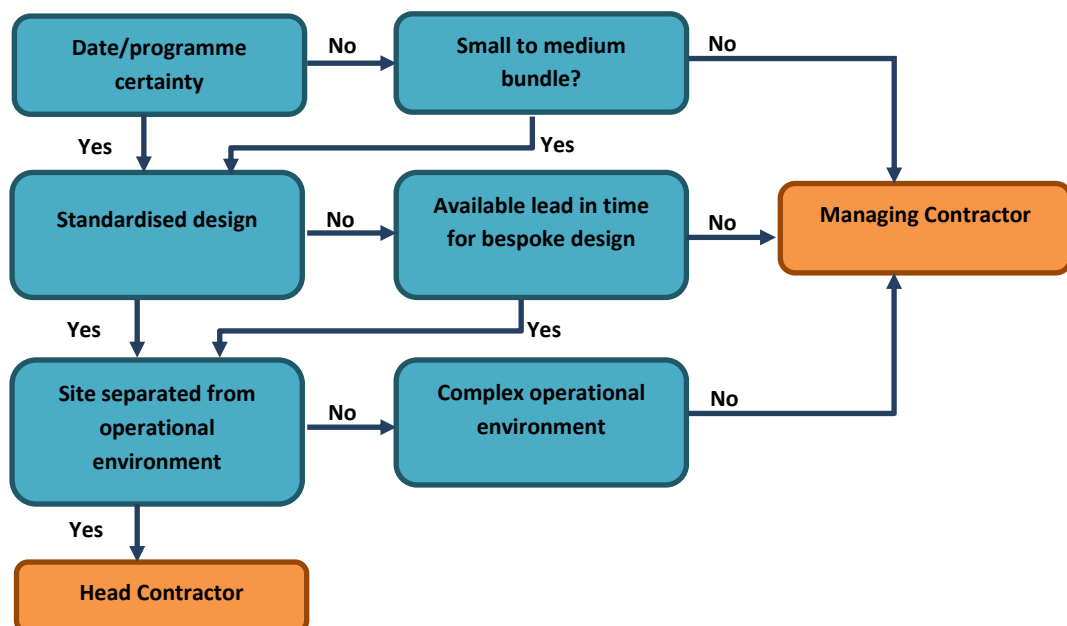 Date/programme
certainty
No
Small to medium
bundle?
No
Yes
Yes
Standardised design
No
Available lead in time
for bespoke design
No
Managing Contractor
Yes
Yes
Site separated from
operational
environment
No
Complex operational
environment
No
Yes
Head Contractor